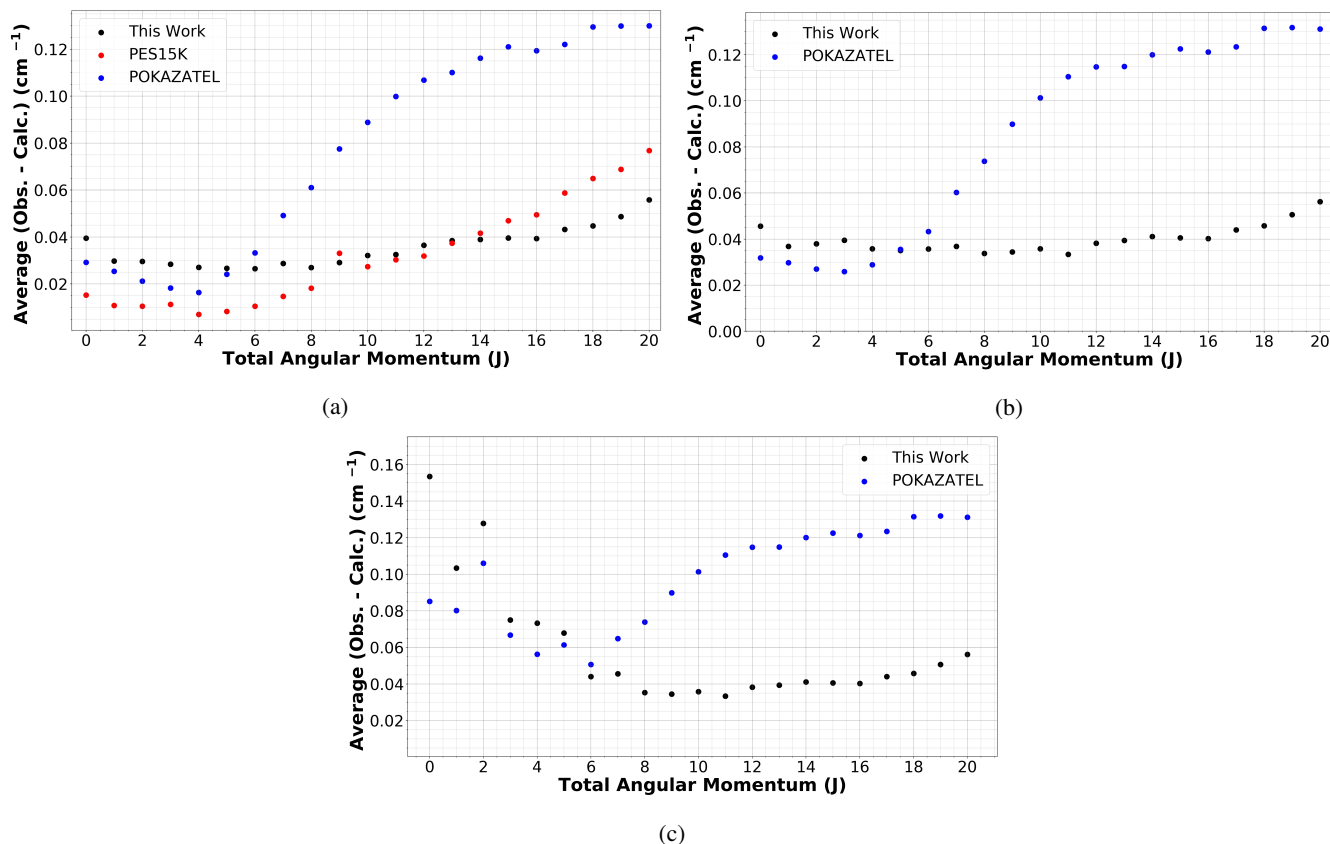 This Work
PES15K
POKAZATEL
0.12
0.10
0.08
0.06
0.04
0.02
Average (Obs. - Calc.) (cm ⁻¹)
0 2 4 6 8 10 12 14 16 18 20
Total Angular Momentum (J)
(a)
This Work
POKAZATEL
0.12
0.10
0.08
0.06
0.04
0.02
0.00
Average (Obs. - Calc.) (cm ⁻¹)
0 2 4 6 8 10 12 14 16 18 20
Total Angular Momentum (J)
(b)
This Work
POKAZATEL
0.16
0.14
0.12
0.10
0.08
0.06
0.04
0.02
Average (Obs. - Calc.) (cm ⁻¹)
0 2 4 6 8 10 12 14 16 18 20
Total Angular Momentum (J)
(c)